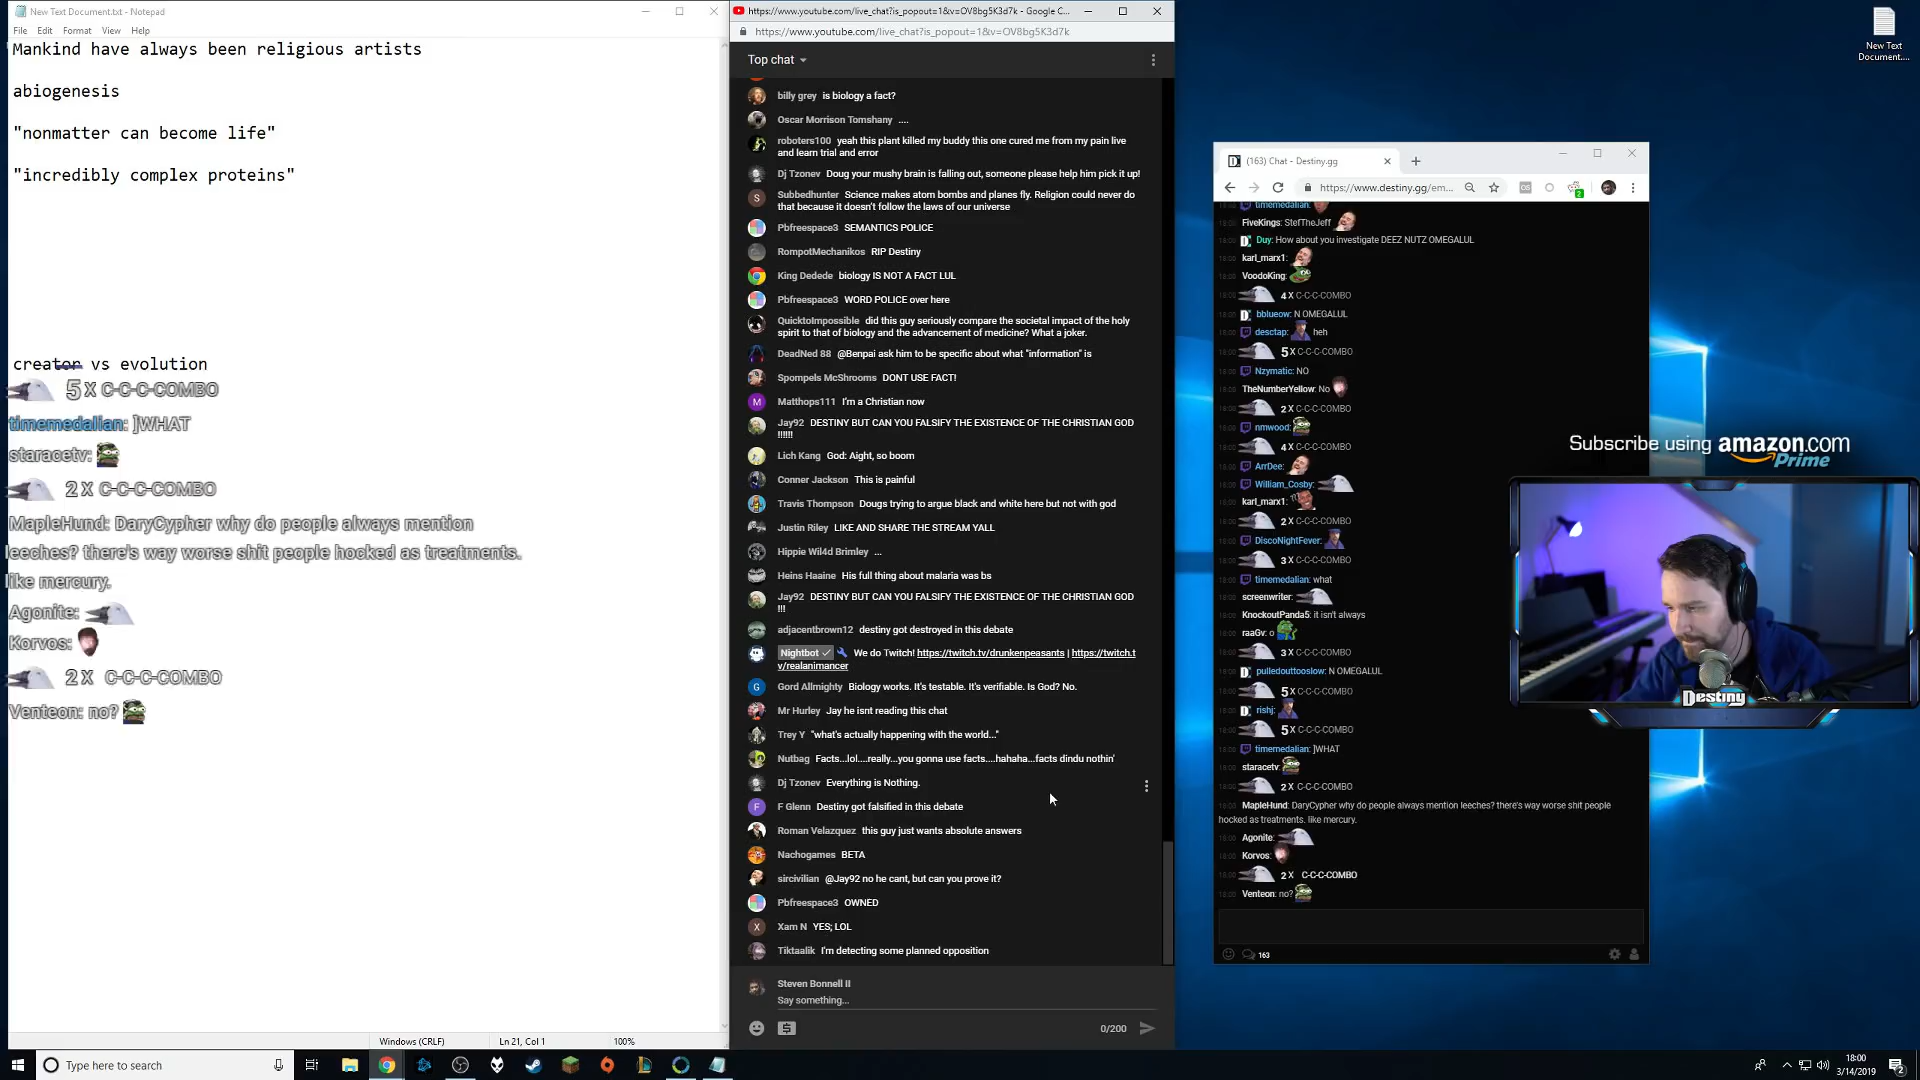 New Text Document.txt - Notepad
File Edit Format View Help
Mankind have always been religious artists
abiogenesis
"nonmatter can become life"
"incredibly complex proteins"
creator vs evolution
5 X C-C-C-COMBO
timemedalian: ]WHAT
staracetv:
2 X C-C-C-COMBO
MapleHund: DaryCypher why do people always mention
leeches? there's way worse shit people hocked as treatments.
like mercury.
Agonite:
Korvos:
2 X C-C-C-COMBO
Venteon: no?
Windows (CRLF) Ln 21, Col 1 100%
https://www.youtube.com/live_chat?is_popout=1&v=OV8bg5K3d7k - Google C...
https://www.youtube.com/live_chat?is_popout=1&v=OV8bg5K3d7k
Top chat
billy grey is biology a fact?
Oscar Morrison Tomshany ....
roboters100 yeah this plant killed my buddy this one cured me from my pain live
and learn trial and error
Dj Tzonev Doug your mushy brain is falling out, someone please help him pick it up!
Subbedhunter Science makes atom bombs and planes fly. Religion could never do
that because it doesn't follow the laws of our universe
Pbfreespace3 SEMANTICS POLICE
RompotMechanikos RIP Destiny
King Dedede biology IS NOT A FACT LUL
Pbfreespace3 WORD POLICE over here
QuicktoImpossible did this guy seriously compare the societal impact of the holy
spirit to that of biology and the advancement of medicine? What a joker.
DeadNed 88 @Benpai ask him to be specific about what "information" is
Spompels McShrooms DONT USE FACT!
M Matthops111 I'm a Christian now
Jay92 DESTINY BUT CAN YOU FALSIFY THE EXISTENCE OF THE CHRISTIAN GOD
!!!!!!
Lich Kang God: Aight, so boom
Conner Jackson This is painful
Travis Thompson Dougs trying to argue black and white here but not with god
Justin Riley LIKE AND SHARE THE STREAM YALL
Hippie Wil4d Brimley ...
Heins Haaine His full thing about malaria was bs
Jay92 DESTINY BUT CAN YOU FALSIFY THE EXISTENCE OF THE CHRISTIAN GOD
!!!
adjacentbrown12 destiny got destroyed in this debate
Nightbot We do Twitch! https://twitch.tv/drunkenpeasants | https://twitch.t
v/realanimancer
G Gord Allmighty Biology works. It's testable. It's verifiable. Is God? No.
Mr Hurley Jay he isnt reading this chat
Trey Y "what's actually happening with the world..."
Nutbag Facts...lol....really...you gonna use facts....hahaha...facts dindu nothin'
Dj Tzonev Everything is Nothing.
F F Glenn Destiny got falsified in this debate
Roman Velazquez this guy just wants absolute answers
Nachogames BETA
sircivilian @Jay92 no he cant, but can you prove it?
Pbfreespace3 OWNED
X Xam N YES; LOL
Tiktaalik I'm detecting some planned opposition
Steven Bonnell II
Say something...
0/200
(163) Chat - Destiny.gg
https://www.destiny.gg/em...
timemedalian:
FiveKings: StefTheJeff
Duy: How about you investigate DEEZ NUTZ OMEGALUL
karl_marx1:
VoodoKing:
4 X C-C-C-COMBO
bblueow: N OMEGALUL
desctap: heh
5 X C-C-C-COMBO
Nzymatic: NO
TheNumberYellow: No
2 X C-C-C-COMBO
nmwood:
4 X C-C-C-COMBO
ArrDee:
William_Cosby:
karl_marx1:
2 X C-C-C-COMBO
DiscoNightFever:
3 X C-C-C-COMBO
timemedalian: what
screenwriter:
KnockoutPanda5: it isn't always
raaGv: o
3 X C-C-C-COMBO
pulledouttooslow: N OMEGALUL
5 X C-C-C-COMBO
rishj:
5 X C-C-C-COMBO
timemedalian: ]WHAT
staracetv:
2 X C-C-C-COMBO
MapleHund: DaryCypher why do people always mention leeches? there's way worse shit people
hocked as treatments. like mercury.
Agonite:
Korvos:
2 X C-C-C-COMBO
Venteon: no?
163
New Text
Document....
Subscribe using amazon.com
Prime
Destiny
Type here to search
18:00
3/14/2019